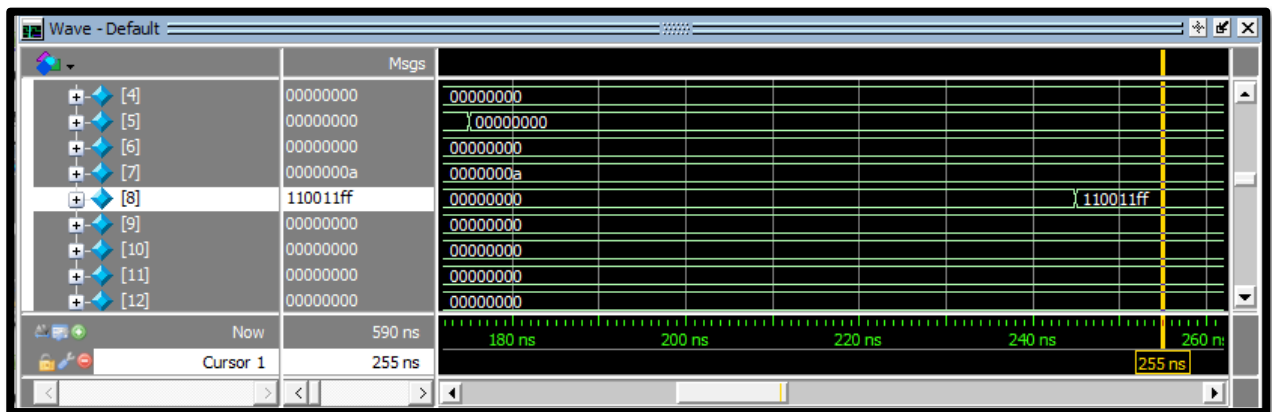 Wave - Default
Msgs
[4] 00000000 00000000
[5] 00000000 00000000
[6] 00000000 00000000
[7] 0000000a 0000000a
[8] 110011ff 00000000 110011ff
[9] 00000000 00000000
[10] 00000000 00000000
[11] 00000000 00000000
[12] 00000000 00000000
Now 590 ns 180 ns 200 ns 220 ns 240 ns 260 ns
Cursor 1 255 ns 255 ns